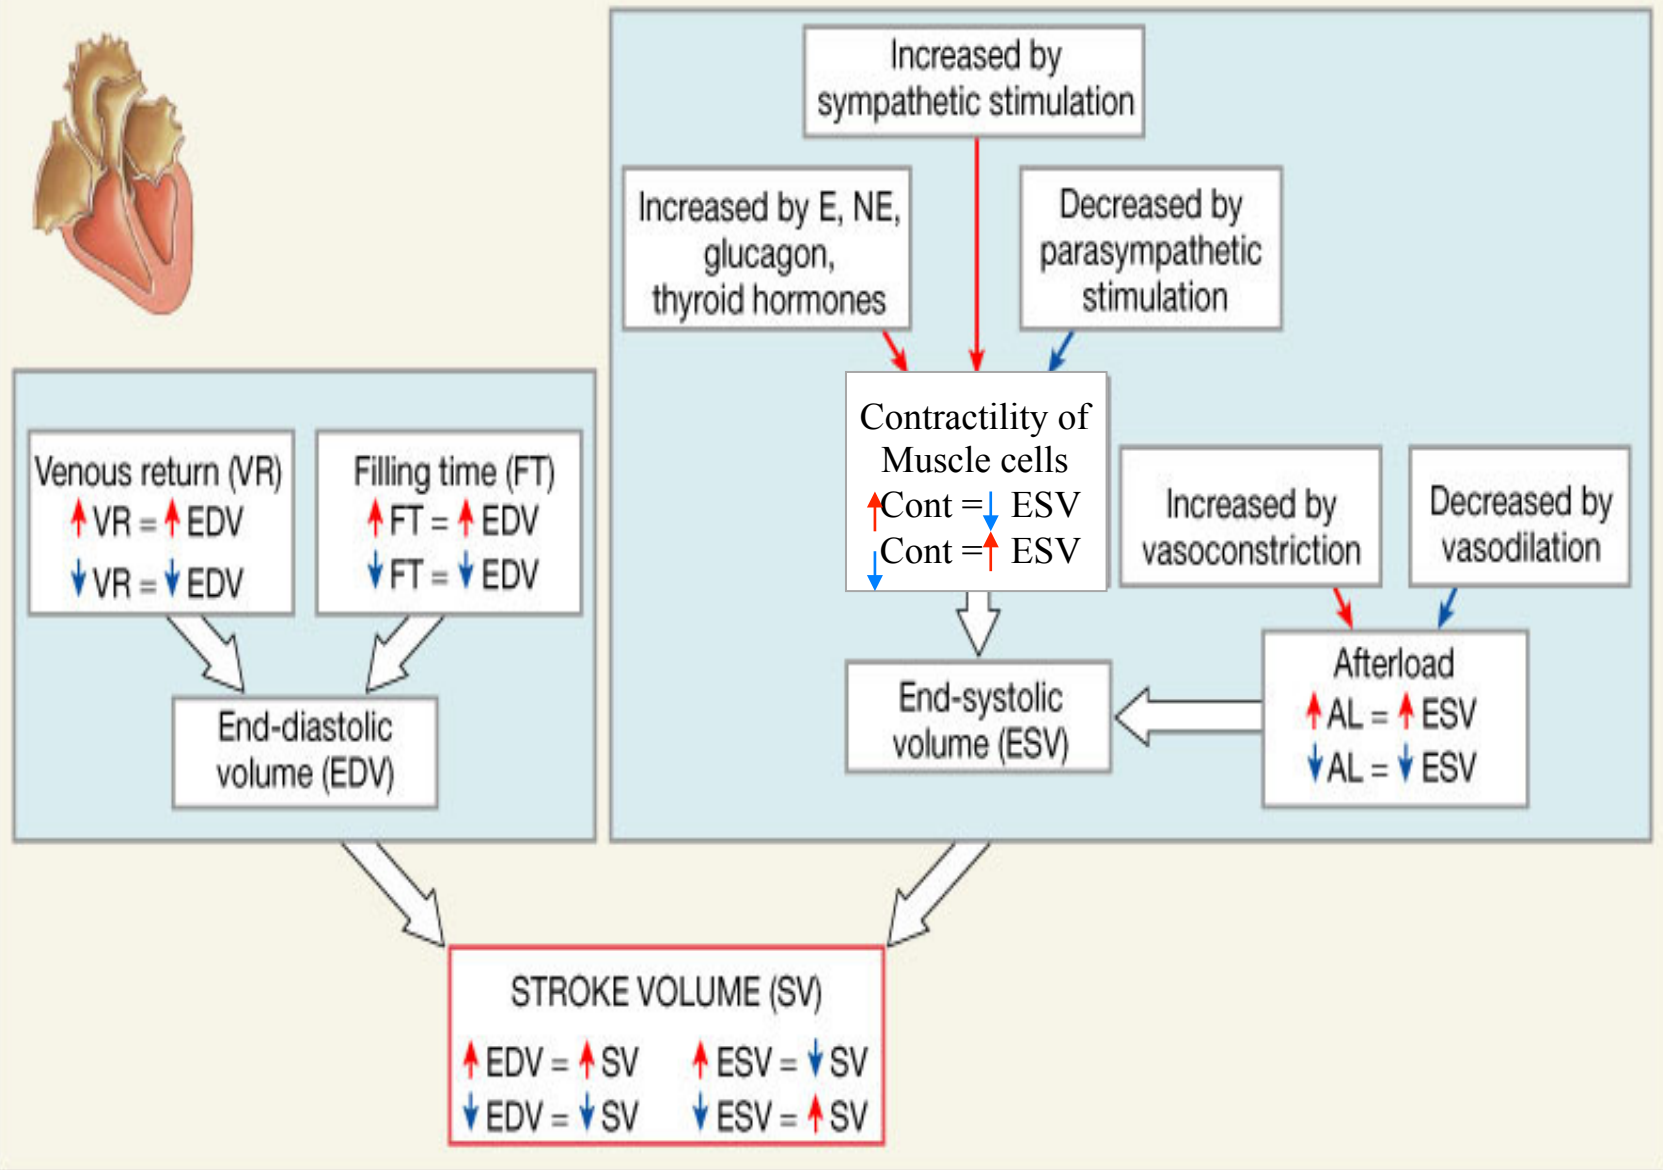 Increased by
sympathetic stimulation
Increased by E, NE,
glucagon,
thyroid hormones
Decreased by
parasympathetic
stimulation
Contractility of
Muscle cells
↑Cont =↓ ESV
↓Cont =↑ ESV
Venous return (VR)
↑ VR = ↑ EDV
↓ VR = ↓ EDV
Filling time (FT)
↑ FT = ↑ EDV
↓ FT = ↓ EDV
Increased by
vasoconstriction
Decreased by
vasodilation
End-diastolic
volume (EDV)
End-systolic
volume (ESV)
Afterload
↑ AL = ↑ ESV
↓ AL = ↓ ESV
STROKE VOLUME (SV)
↑ EDV = ↑ SV ↑ ESV = ↓ SV
↓ EDV = ↓ SV ↓ ESV = ↑ SV